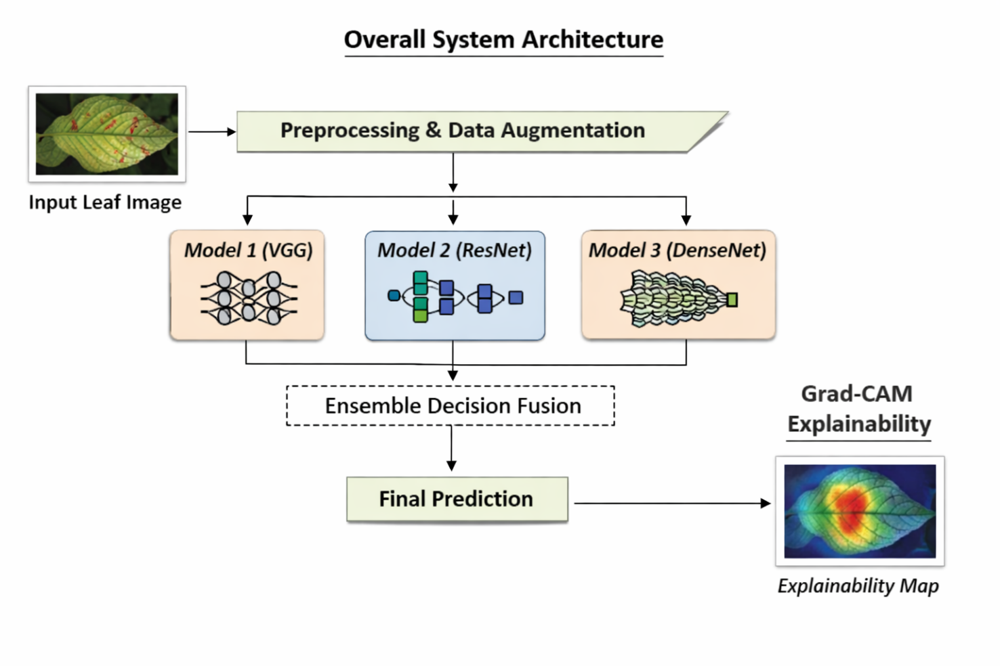 Overall System Architecture
Preprocessing & Data Augmentation
Input Leaf Image
Model 1 (VGG)
Model 2 (ResNet)
Model 3 (DenseNet)
Ensemble Decision Fusion
Final Prediction
Grad-CAM
Explainability
Explainability Map